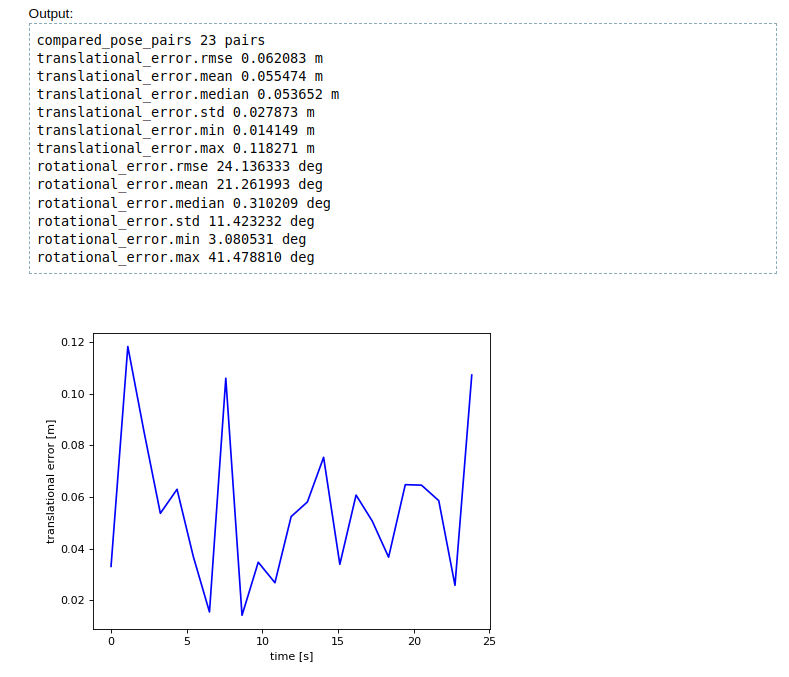 Output:
compared_pose_pairs 23 pairs
translational_error.rmse 0.062083 m
translational_error.mean 0.055474 m
translational_error.median 0.053652 m
translational_error.std 0.027873 m
translational_error.min 0.014149 m
translational_error.max 0.118271 m
rotational_error.rmse 24.136333 deg
rotational_error.mean 21.261993 deg
rotational_error.median 0.310209 deg
rotational_error.std 11.423232 deg
rotational_error.min 3.080531 deg
rotational_error.max 41.478810 deg
translational error [m]
0.12
0.10
0.08
0.06
0.04
0.02
0 5 10 15 20 25
time [s]